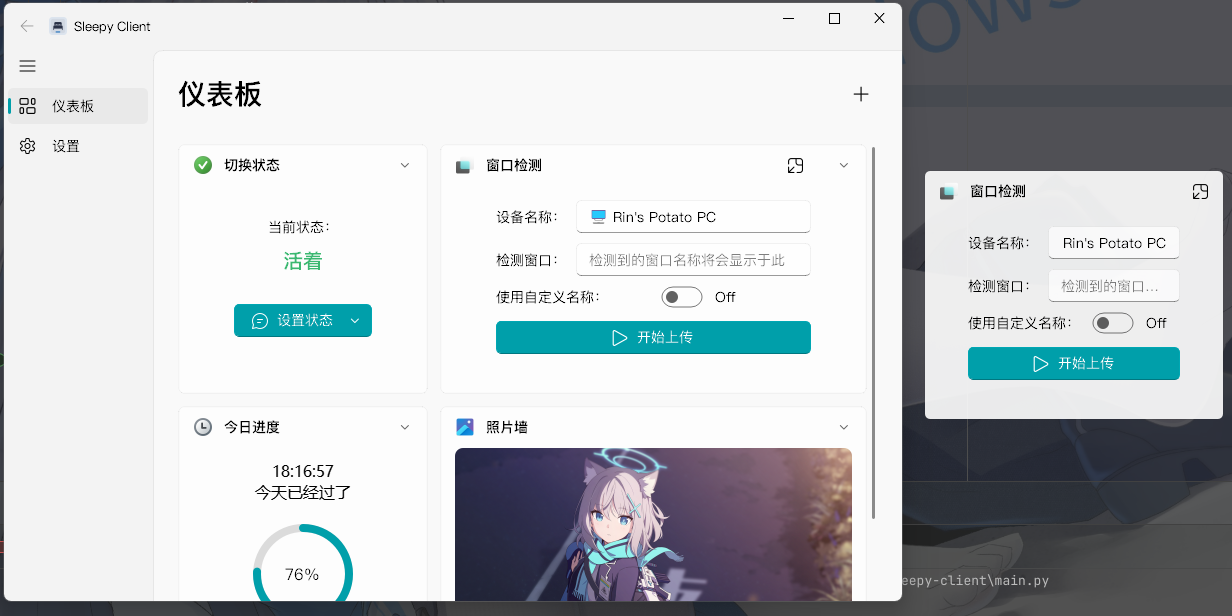 Sleepy Client
仪表板
设置
仪表板
切换状态
当前状态：
活着
设置状态
窗口检测
设备名称：
Rin's Potato PC
检测窗口：
检测到的窗口名称将会显示于此
使用自定义名称：
Off
开始上传
今日进度
18:16:57
今天已经过了
76%
照片墙
窗口检测
设备名称：
Rin's Potato PC
检测窗口：
检测到的窗口...
使用自定义名称：
Off
开始上传
eepy-client\main.py